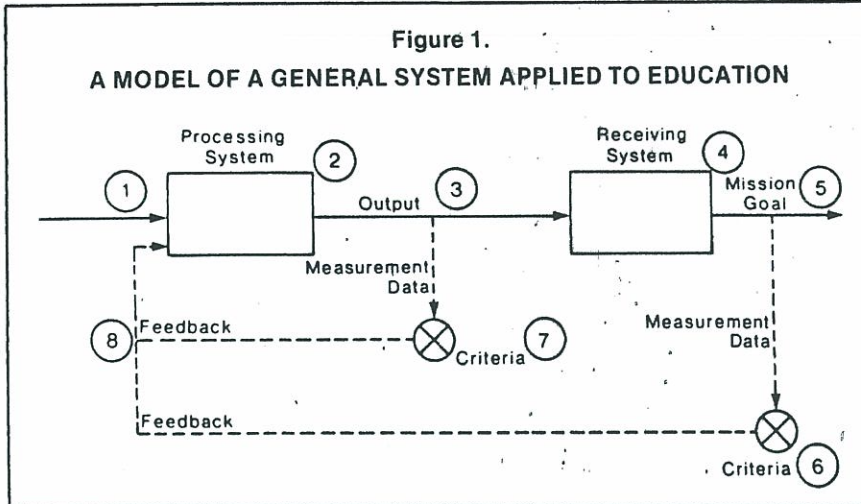 Figure 1.
A MODEL OF A GENERAL SYSTEM APPLIED TO EDUCATION
Processing
System
2
Receiving
System
4
1
Output
3
Mission
Goal
5
Measurement
Data
Measurement
Data
8
Feedback
Criteria
7
Feedback
Criteria
6